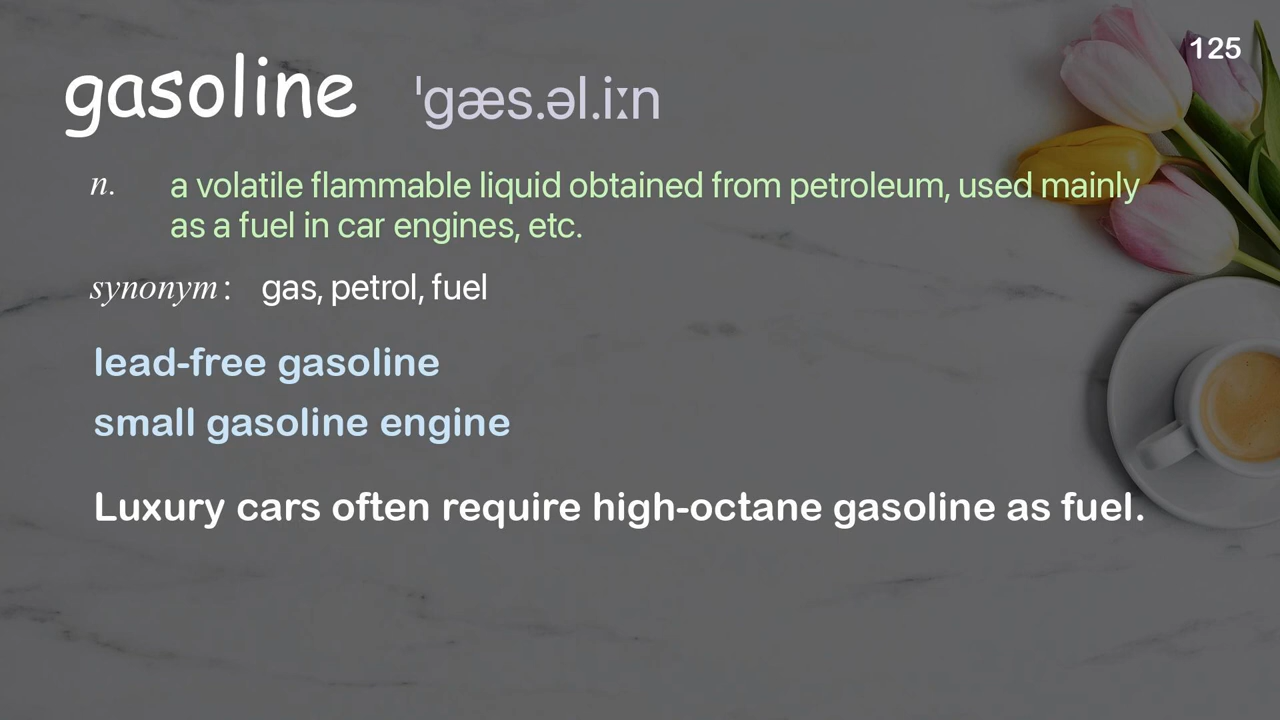 125
gasoline ˈɡæs.əl.iːn
n. a volatile flammable liquid obtained from petroleum, used mainly
as a fuel in car engines, etc.
synonym: gas, petrol, fuel
lead-free gasoline
small gasoline engine
Luxury cars often require high-octane gasoline as fuel.